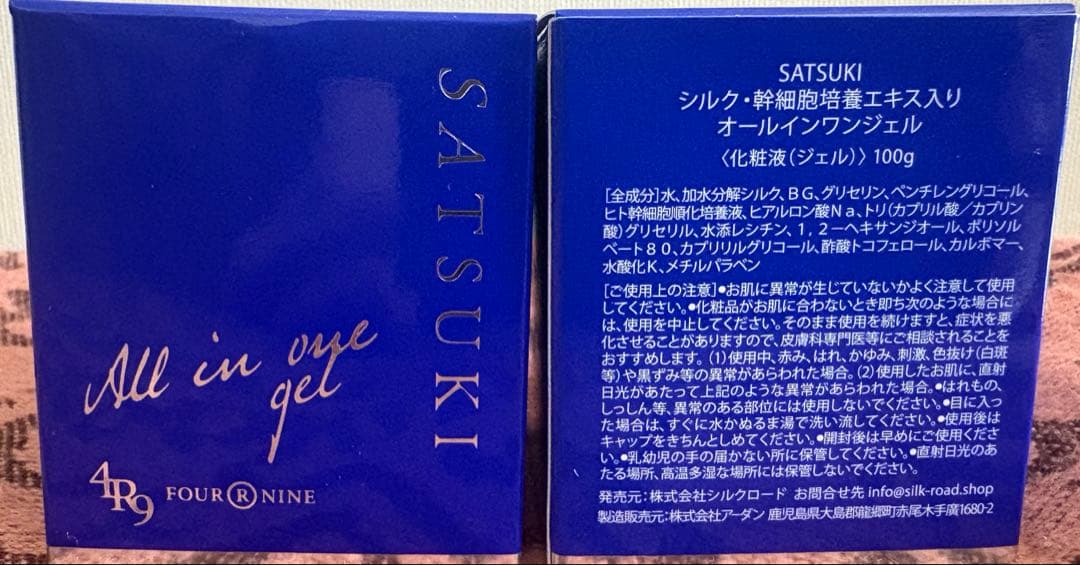 SATSUKI
All in one
gel
4R9 FOUR R NINE
SATSUKI
シルク・幹細胞培養エキス入り
オールインワンジェル
〈化粧液(ジェル)〉100g
[全成分]水、加水分解シルク、BG、グリセリン、ペンチレングリコール、
ヒト幹細胞順化培養液、ヒアルロン酸Na、トリ(カプリル酸/カプリン
酸)グリセリル、水添レシチン、1,2-ヘキサンジオール、ポリソル
ベート80、カプリリルグリコール、酢酸トコフェロール、カルボマー、
水酸化K、メチルパラベン
[ご使用上の注意]●お肌に異常が生じていないかよく注意して使用
してください。●化粧品がお肌に合わないとき即ち次のような場合に
は、使用を中止してください。そのまま使用を続けますと、症状を悪
化させることがありますので、皮膚科専門医等にご相談されることを
おすすめします。(1)使用中、赤み、はれ、かゆみ、刺激、色抜け(白斑
等)や黒ずみ等の異常があらわれた場合。(2)使用したお肌に、直射
日光があたって上記のような異常があらわれた場合。●はれもの、
しっしん等、異常のある部位には使用しないでください。●目に入っ
た場合は、すぐに水かぬるま湯で洗い流してください。●使用後は
キャップをきちんとしめてください。●開封後は早めにご使用くださ
い。●乳幼児の手の届かない所に保管してください。●直射日光のあ
たる場所、高温多湿な場所には保管しないでください。
発売元:株式会社シルクロード お問合せ先 info@silk-road.shop
製造販売元:株式会社アーダン 鹿児島県大島郡龍郷町赤尾木手廣1680-2